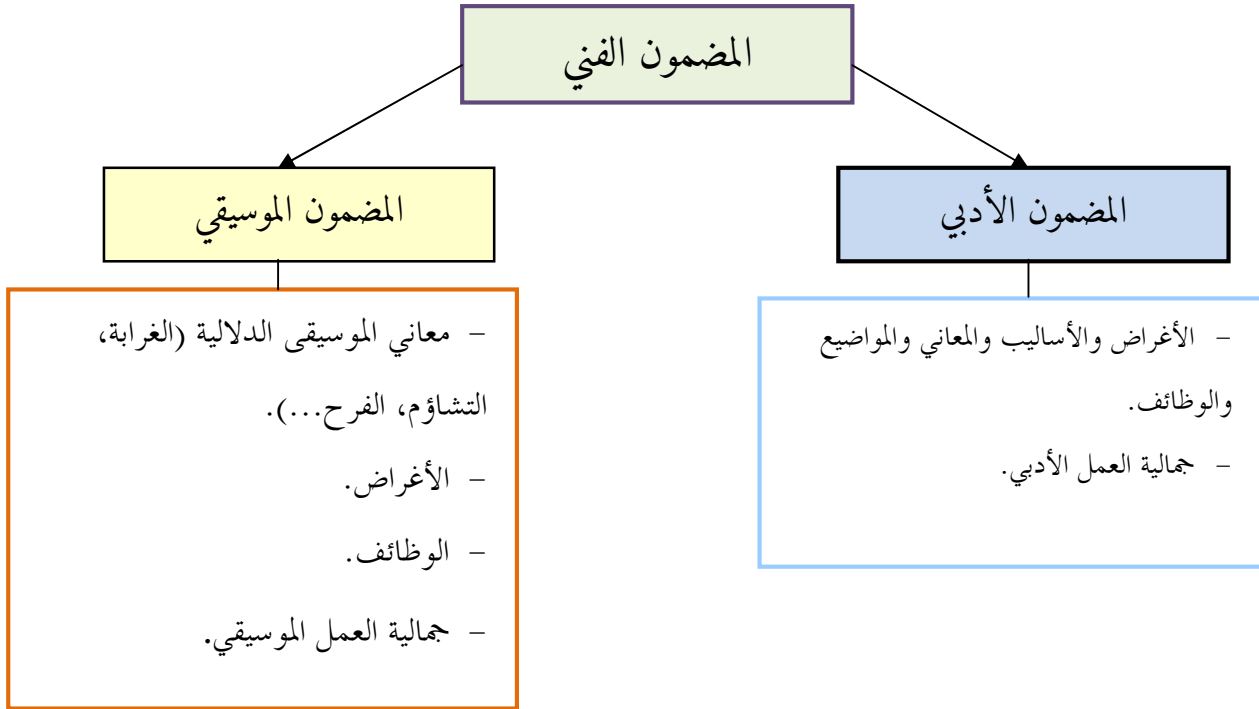 المضمون الفني
المضمون الأدبي
- الأغراض والأساليب والمعاني والمواضيع
والوظائف.
- جمالية العمل الأدبي.
المضمون الموسيقي
- معاني الموسيقى الدلالية (الغرابة،
التشاؤم، الفرح...).
- الأغراض.
- الوظائف.
- جمالية العمل الموسيقي.